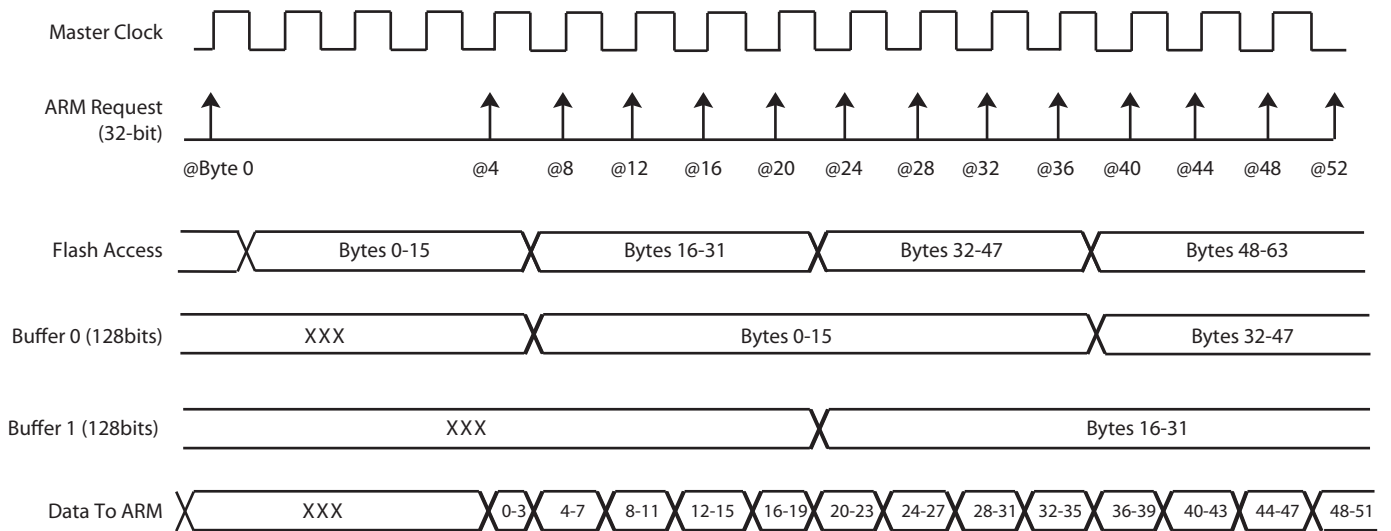 Master Clock
ARM Request
(32-bit)
@Byte 0 @4 @8 @12 @16 @20 @24 @28 @32 @36 @40 @44 @48 @52
Flash Access Bytes 0-15 Bytes 16-31 Bytes 32-47 Bytes 48-63
Buffer 0 (128bits) XXX Bytes 0-15 Bytes 32-47
Buffer 1 (128bits) XXX Bytes 16-31
Data To ARM XXX 0-3 4-7 8-11 12-15 16-19 20-23 24-27 28-31 32-35 36-39 40-43 44-47 48-51